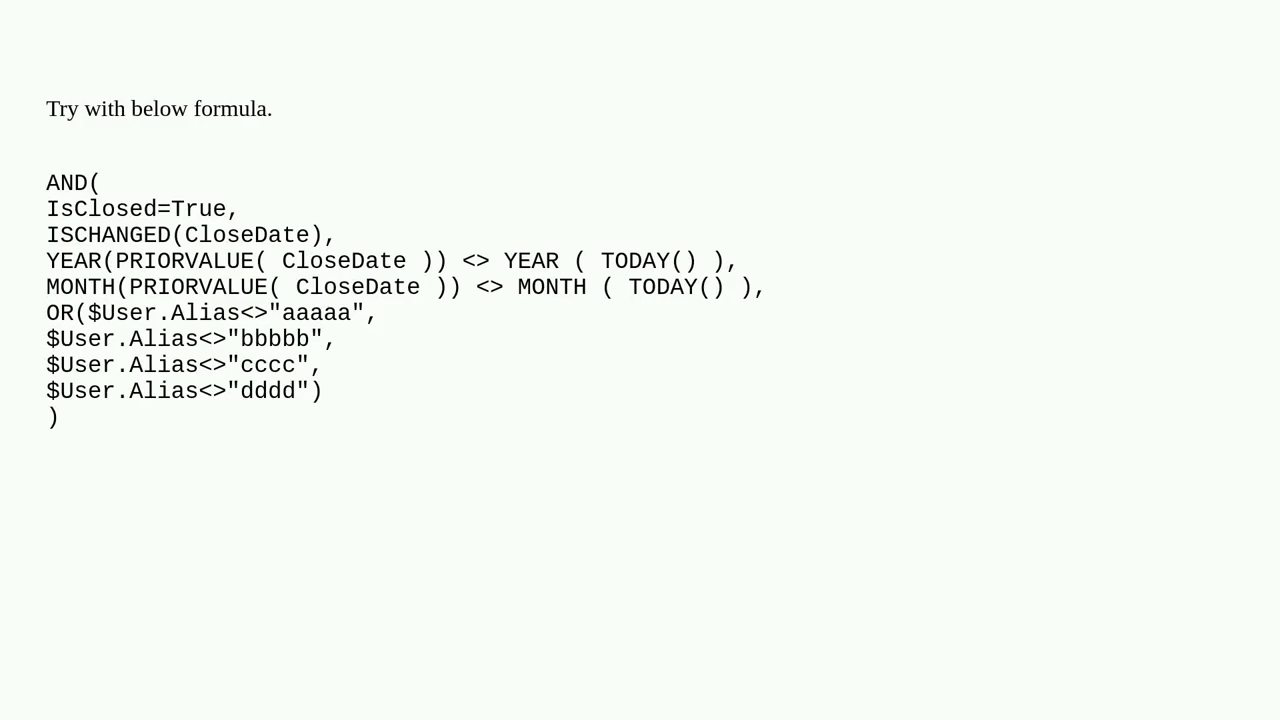 Try with below formula.
AND(
IsClosed=True,
ISCHANGED(CloseDate),
YEAR(PRIORVALUE( CloseDate )) <> YEAR ( TODAY() ),
MONTH(PRIORVALUE( CloseDate )) <> MONTH ( TODAY() ),
OR($User.Alias<>"aaaaa",
$User.Alias<>"bbbbb",
$User.Alias<>"cccc",
$User.Alias<>"dddd")
)